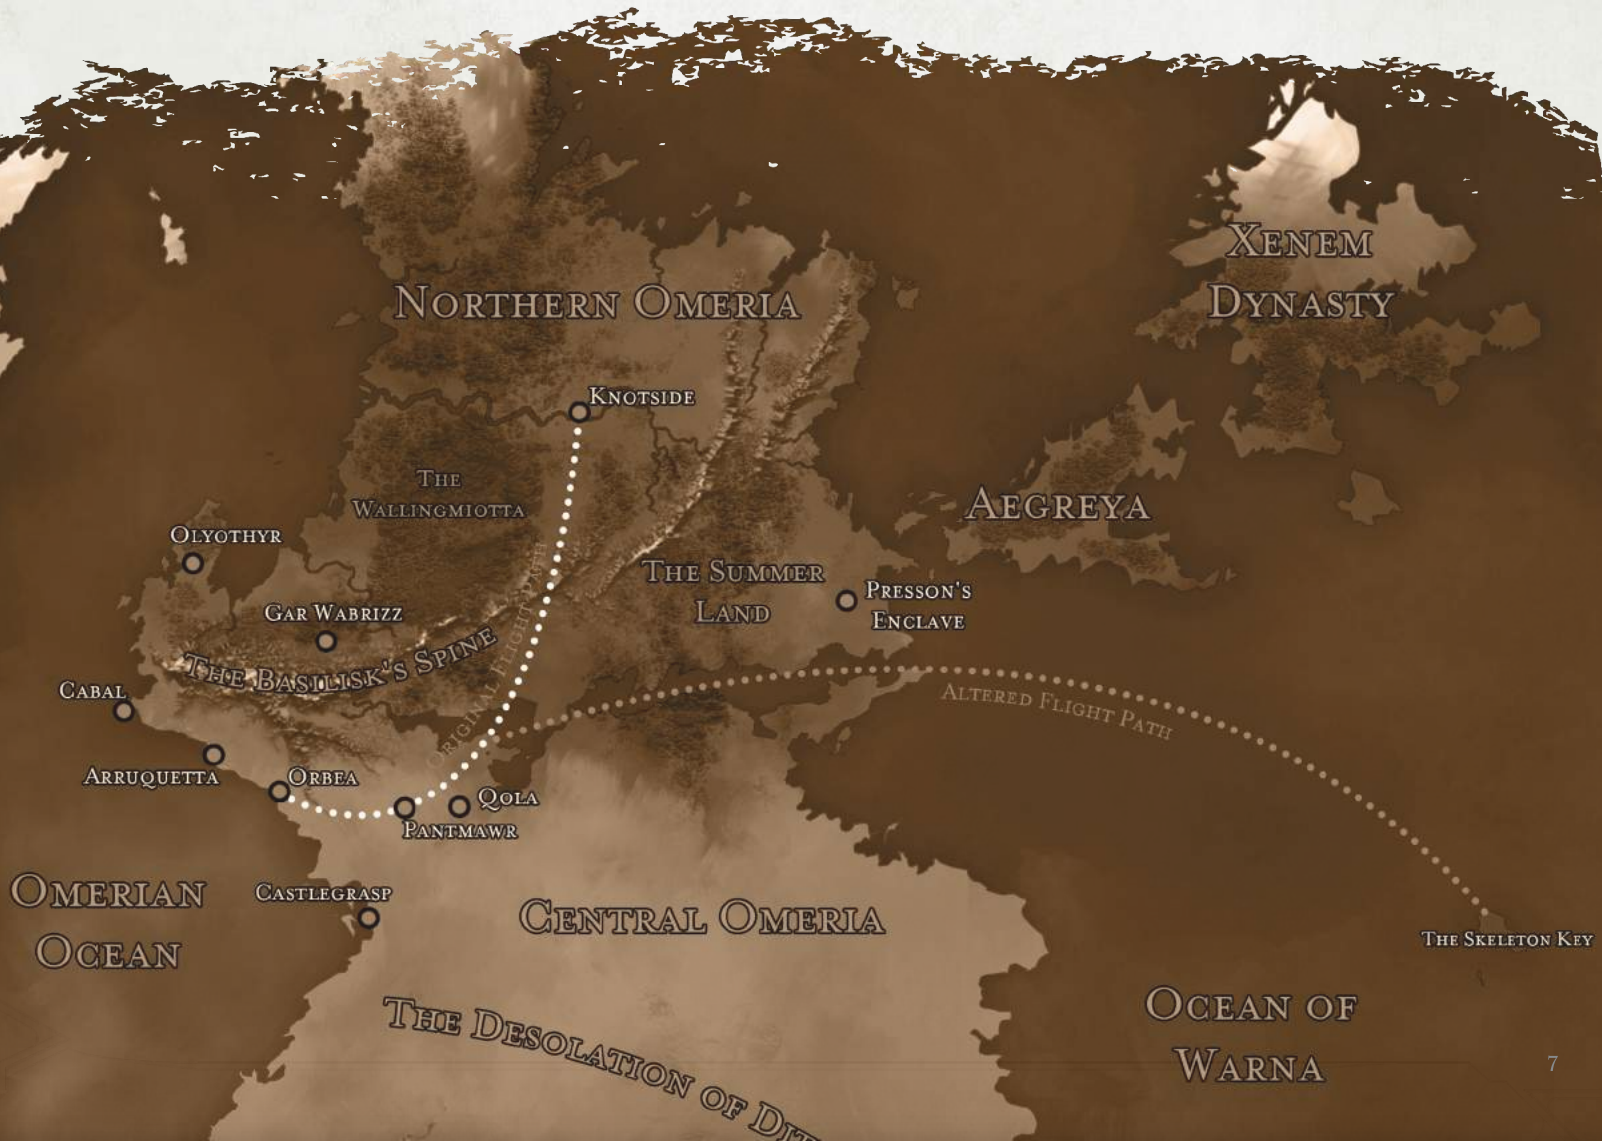 Xenem
Dynasty
Northern Omeria
Knotside
The
Wallingmiotta
Aegreya
Olyothyr
The Summer
Land
Presson's
Enclave
Gar Wabrizz
The Basilisk's Spine
Original Flight Path
Cabal
Altered Flight Path
Arruquetta
Orbea
Qola
Pantmawr
Omerian
Ocean
Castlegrasp
Central Omeria
The Skeleton Key
Ocean of
Warna
The Desolation of
7